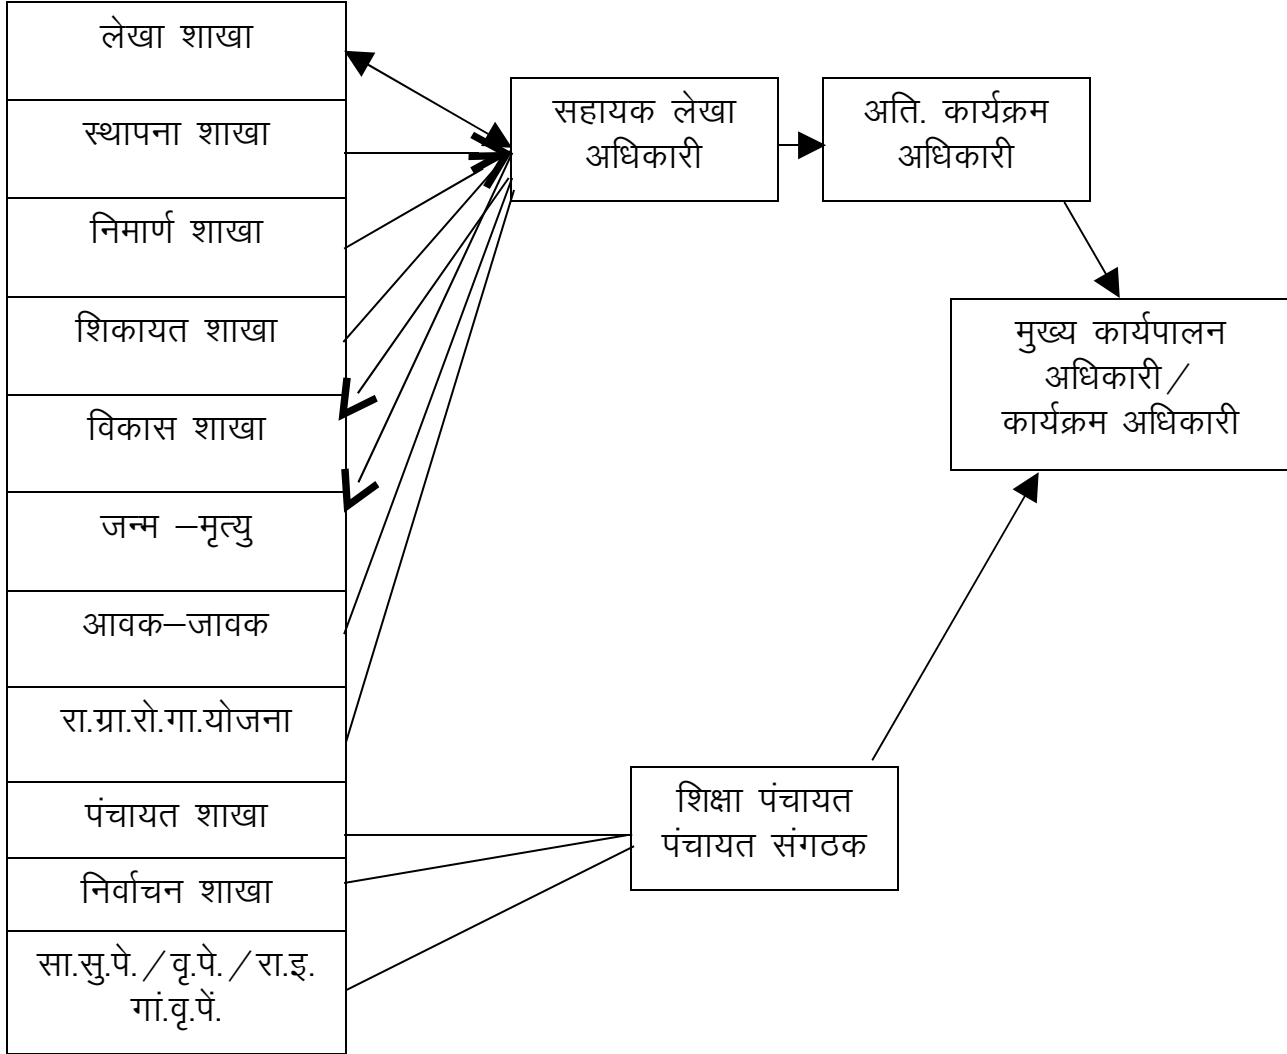 लेखा शाखा
स्थापना शाखा
निमार्ण शाखा
शिकायत शाखा
विकास शाखा
जन्म –मृत्यु
आवक–जावक
रा.ग्रा.रो.गा.योजना
पंचायत शाखा
निर्वाचन शाखा
सा.सु.पे. / वृ.पे. / रा.इ.
गां.वृ.पें.
सहायक लेखा
अधिकारी
अति. कार्यक्रम
अधिकारी
मुख्य कार्यपालन
अधिकारी /
कार्यक्रम अधिकारी
शिक्षा पंचायत
पंचायत संगठक